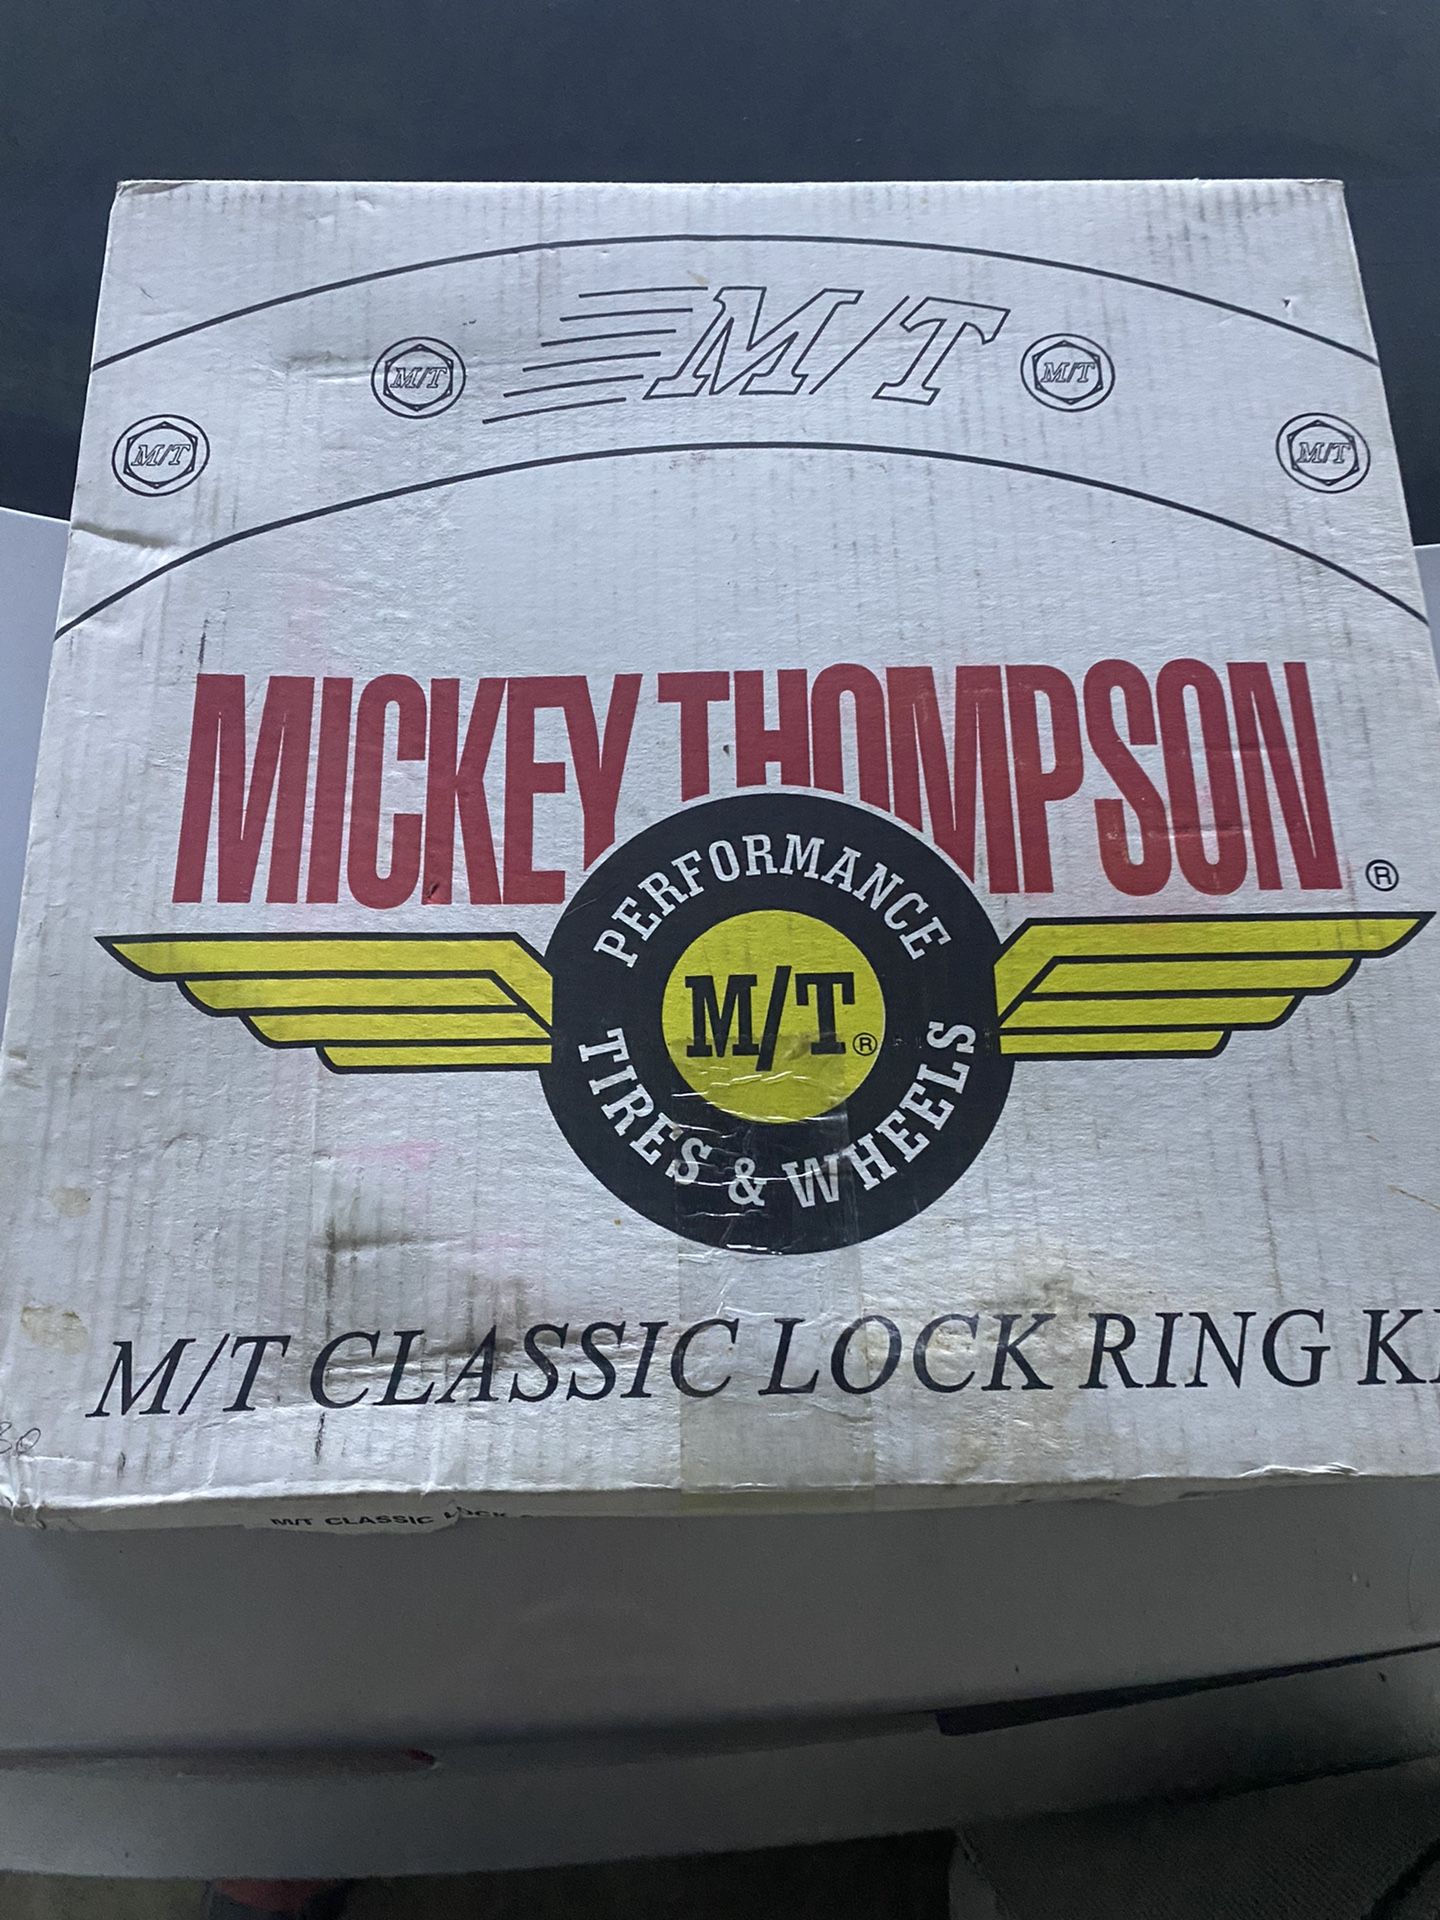 M/T
M/T
M/T
M/T
M/T
MICKEY THOMPSON ®
PERFORMANCE
M/T®
TIRES & WHEELS
M/T CLASSIC LOCK RING
M/T CLASSIC